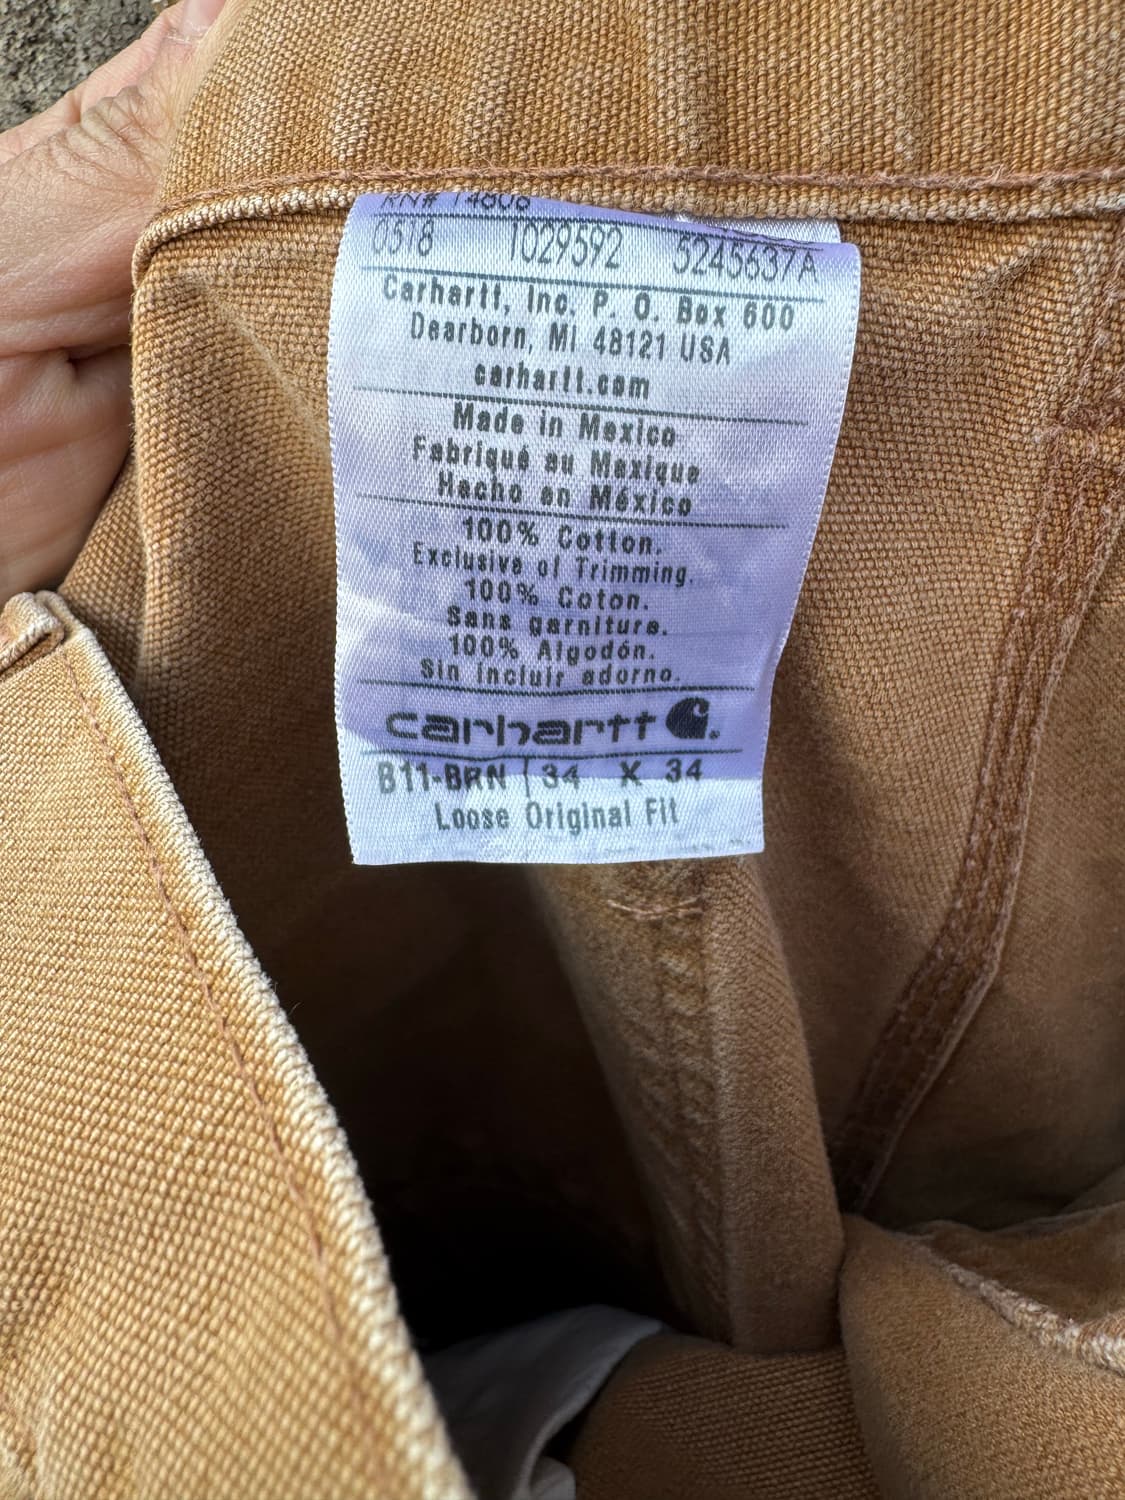 RN# 14806
0518 1029592 5245637A
Carhartt, Inc. P. O. Box 600
Dearborn, MI 48121 USA
carhartt.com
Made in Mexico
Fabriqué au Mexique
Hecho en México
100% Cotton.
Exclusive of Trimming.
100% Coton.
Sans garniture.
100% Algodón.
Sin incluir adorno.
carhartt
B11-BRN | 34 X 34
Loose Original Fit